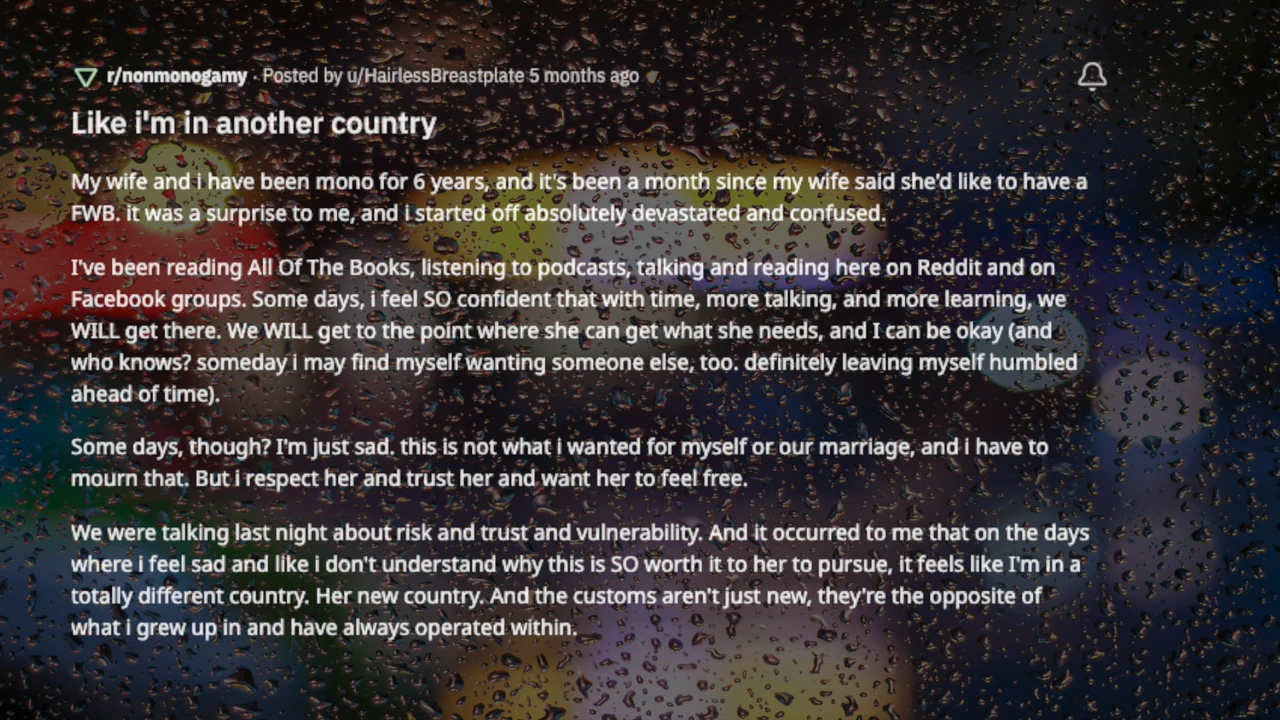 r/nonmonogamy · Posted by u/HairlessBreastplate 5 months ago
Like i'm in another country
My wife and i have been mono for 6 years, and it's been a month since my wife said she'd like to have a
FWB. it was a surprise to me, and i started off absolutely devastated and confused.
I've been reading All Of The Books, listening to podcasts, talking and reading here on Reddit and on
Facebook groups. Some days, i feel SO confident that with time, more talking, and more learning, we
WILL get there. We WILL get to the point where she can get what she needs, and I can be okay (and
who knows? someday i may find myself wanting someone else, too. definitely leaving myself humbled
ahead of time).
Some days, though? I'm just sad. this is not what i wanted for myself or our marriage, and i have to
mourn that. But i respect her and trust her and want her to feel free.
We were talking last night about risk and trust and vulnerability. And it occurred to me that on the days
where i feel sad and like i don't understand why this is SO worth it to her to pursue, it feels like I'm in a
totally different country. Her new country. And the customs aren't just new, they're the opposite of
what i grew up in and have always operated within.